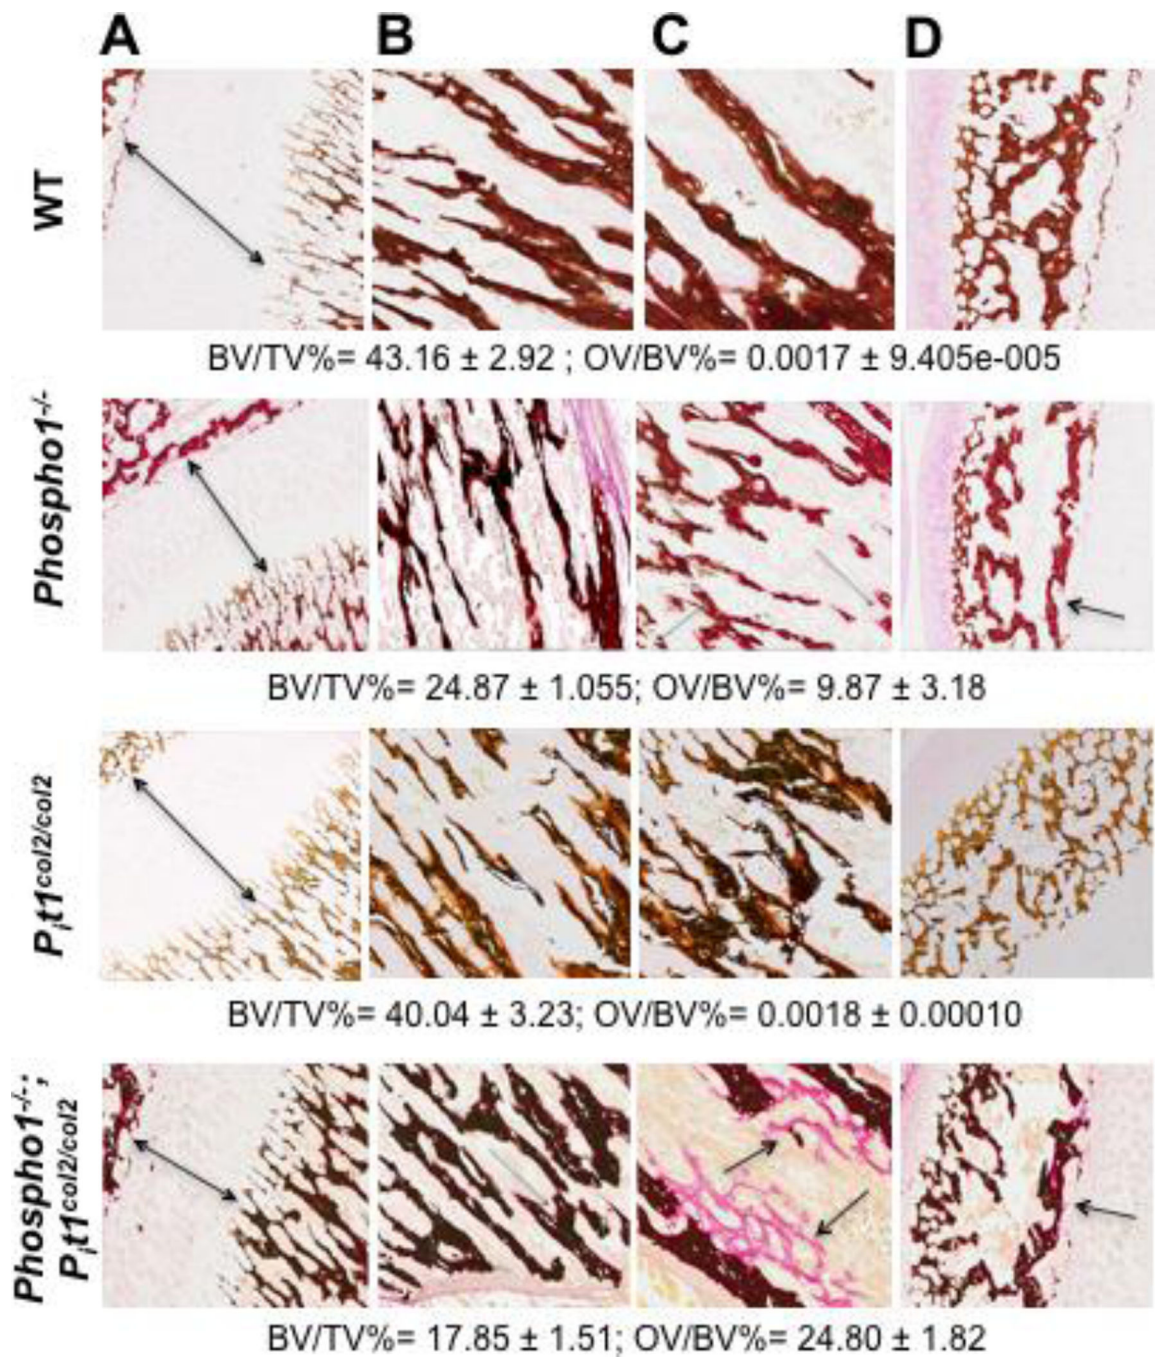 A B C D
WT
BV/TV%= 43.16 ± 2.92 ; OV/BV%= 0.0017 ± 9.405e-005
Phospho1-/-
BV/TV%= 24.87 ± 1.055; OV/BV%= 9.87 ± 3.18
Pit1col2/col2
BV/TV%= 40.04 ± 3.23; OV/BV%= 0.0018 ± 0.00010
Phospho1-/-;
Pit1col2/col2
BV/TV%= 17.85 ± 1.51; OV/BV%= 24.80 ± 1.82